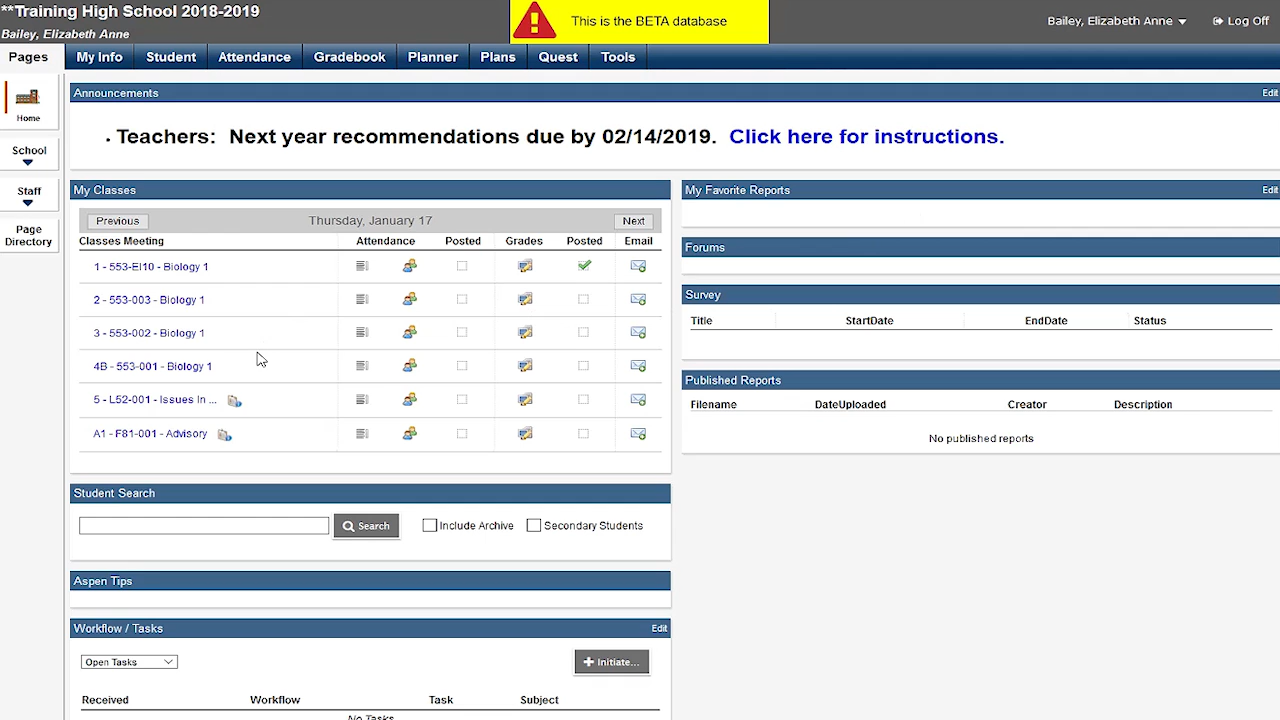 **Training High School 2018-2019
Bailey, Elizabeth Anne
This is the BETA database
Bailey, Elizabeth Anne
Log Off
Pages
My Info
Student
Attendance
Gradebook
Planner
Plans
Quest
Tools
Home
School
Staff
Page
Directory
Announcements
Edit
Teachers: Next year recommendations due by 02/14/2019. Click here for instructions.
My Classes
Previous
Thursday, January 17
Next
Classes Meeting Attendance Posted Grades Posted Email
1 - 553-EI10 - Biology 1
2 - 553-003 - Biology 1
3 - 553-002 - Biology 1
4B - 553-001 - Biology 1
5 - L52-001 - Issues In ...
A1 - F81-001 - Advisory
Student Search
Search
Include Archive
Secondary Students
Aspen Tips
Workflow / Tasks
Edit
Open Tasks
Initiate...
Received Workflow Task Subject
No Tasks
My Favorite Reports
Edit
Forums
Survey
Title StartDate EndDate Status
Published Reports
Filename DateUploaded Creator Description
No published reports